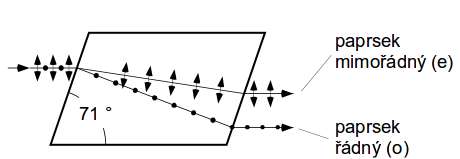 paprsek
mimořádný (e)
71 °
paprsek
řádný (o)